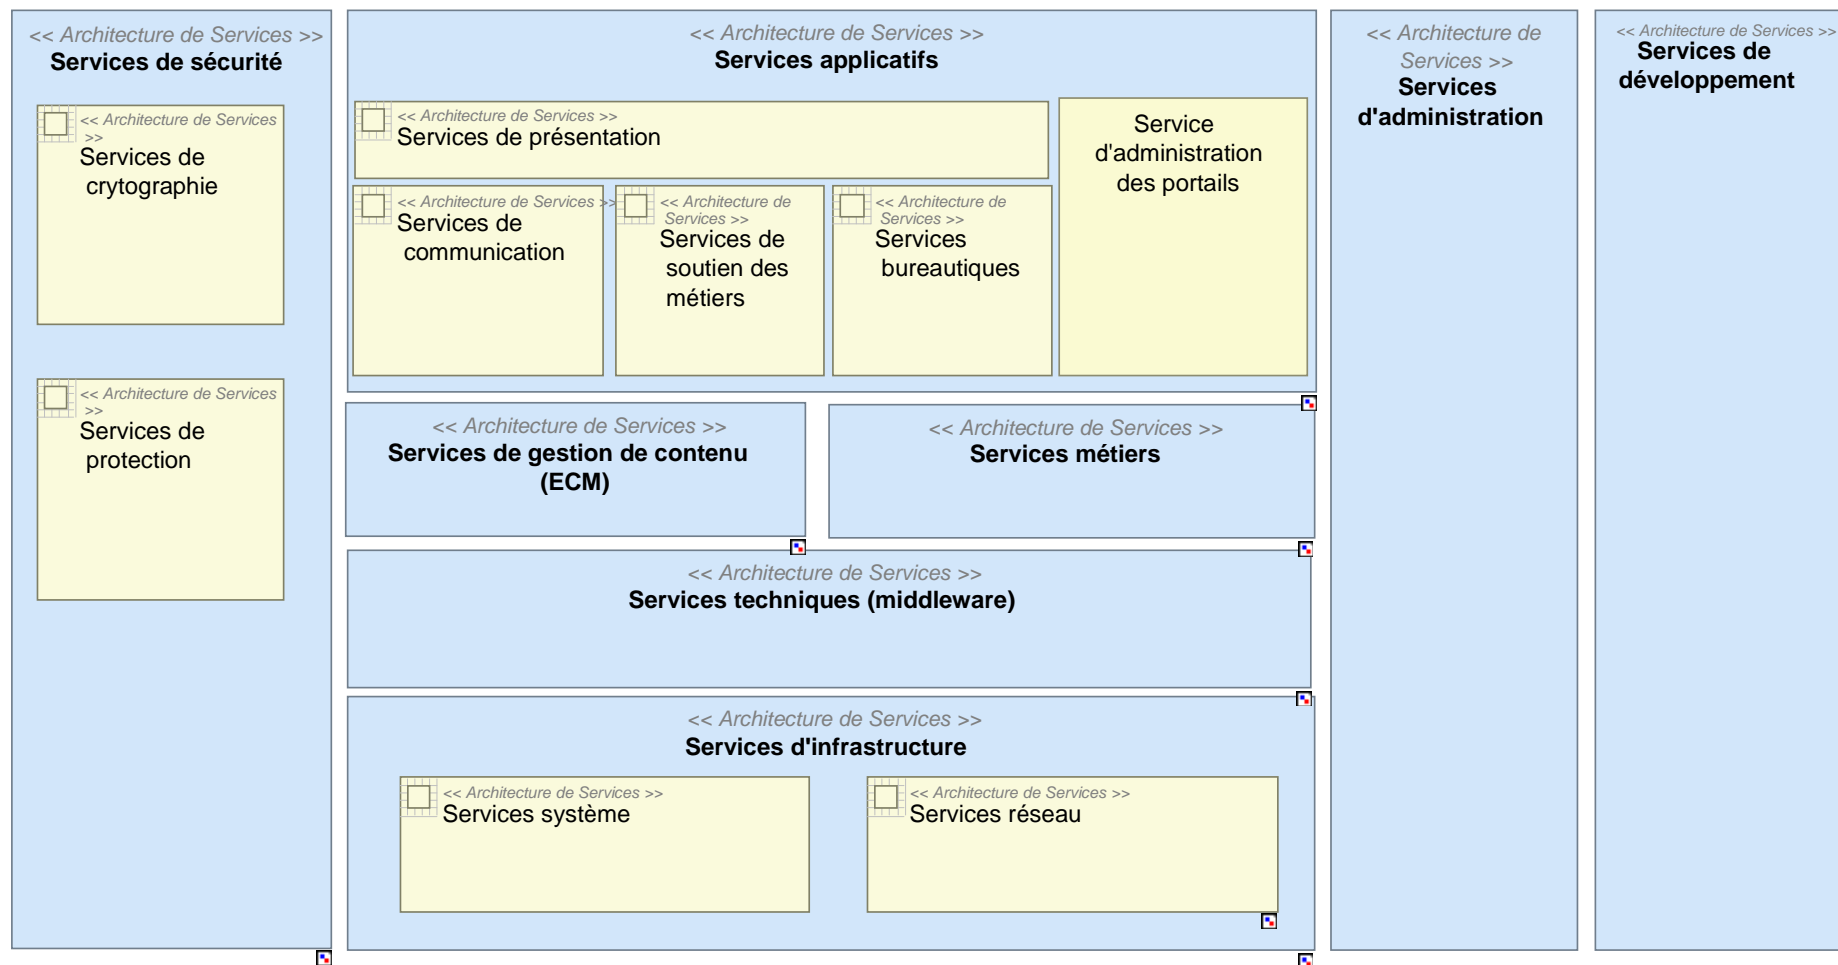 << Architecture de Services >>
Services de sécurité
<< Architecture de Services
>>
Services de
crytographie
<< Architecture de Services
>>
Services de
protection
<< Architecture de Services >>
Services applicatifs
<< Architecture de Services >>
Services de présentation
<< Architecture de Services >>
Services de
communication
<< Architecture de
Services >>
Services de
soutien des
métiers
<< Architecture de
Services >>
Services
bureautiques
Service
d'administration
des portails
<< Architecture de Services >>
Services de gestion de contenu
(ECM)
<< Architecture de Services >>
Services métiers
<< Architecture de Services >>
Services techniques (middleware)
<< Architecture de Services >>
Services d'infrastructure
<< Architecture de Services >>
Services système
<< Architecture de Services >>
Services réseau
<< Architecture de
Services >>
Services
d'administration
<< Architecture de Services >>
Services de
développement